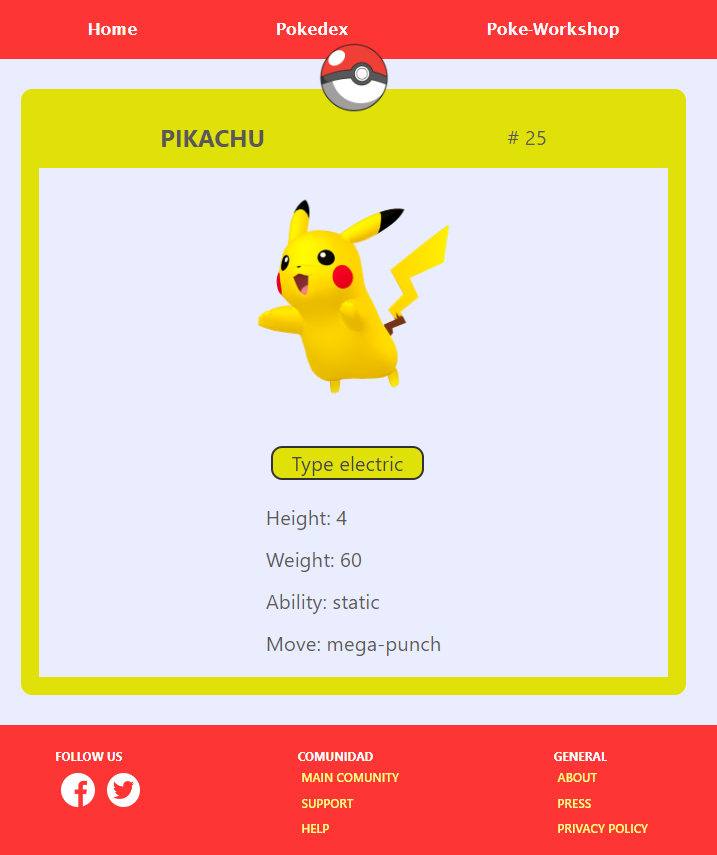 Home Pokedex Poke-Workshop
PIKACHU # 25
Type electric
Height: 4
Weight: 60
Ability: static
Move: mega-punch
FOLLOW US
COMUNIDAD
MAIN COMUNITY
SUPPORT
HELP
GENERAL
ABOUT
PRESS
PRIVACY POLICY